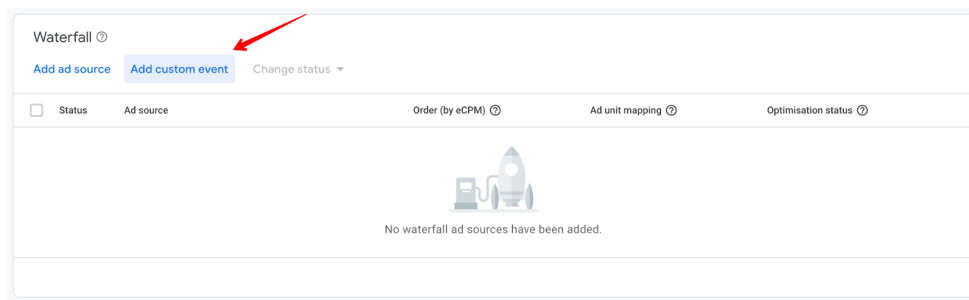 Waterfall
Add ad source Add custom event Change status
Status Ad source Order (by eCPM) Ad unit mapping Optimisation status
No waterfall ad sources have been added.